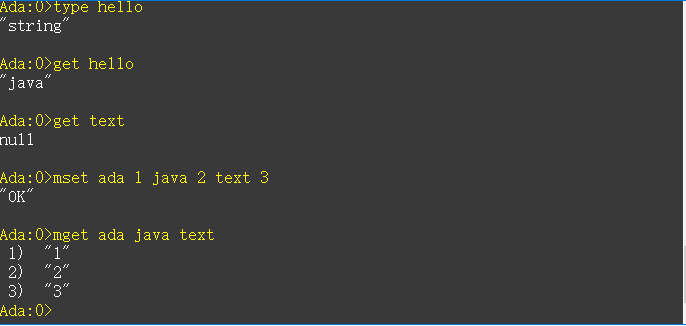 Ada:0>type hello
"string"
Ada:0>get hello
"java"
Ada:0>get text
null
Ada:0>mset ada 1 java 2 text 3
"OK"
Ada:0>mget ada java text
1) "1"
2) "2"
3) "3"
Ada:0>